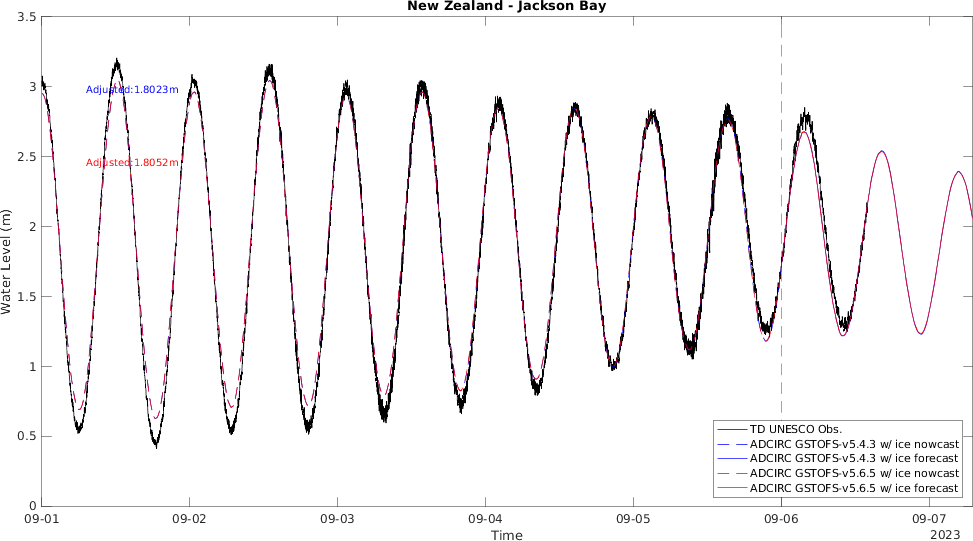 New Zealand - Jackson Bay
3.5
3
2.5
2
1.5
1
0.5
0
Water Level (m)
Adjusted:1.8023m
Adjusted:1.8052m
TD UNESCO Obs.
ADCIRC GSTOFS-v5.4.3 w/ ice nowcast
ADCIRC GSTOFS-v5.4.3 w/ ice forecast
ADCIRC GSTOFS-v5.6.5 w/ ice nowcast
ADCIRC GSTOFS-v5.6.5 w/ ice forecast
09-01 09-02 09-03 09-04 09-05 09-06 09-07
Time
2023